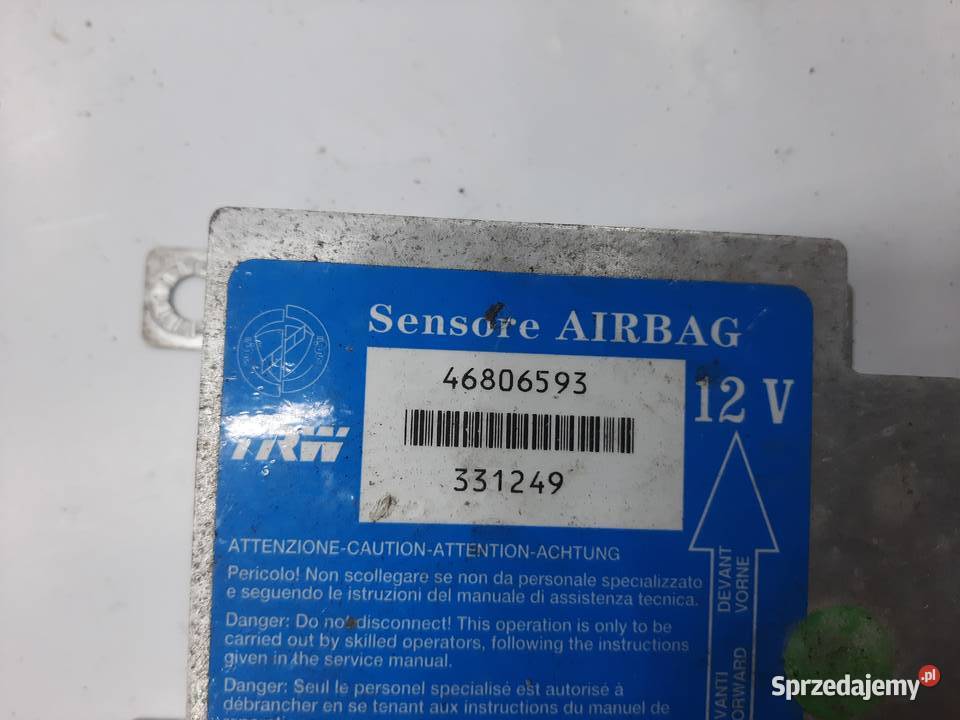 Sensore AIRBAG
46806593
12 V
TRW
331249
ATTENZIONE-CAUTION-ATTENTION-ACHTUNG
Pericolo! Non scollegare se non da personale specializzato
e seguendo le istruzioni del manuale di assistenza tecnica.
Danger: Do not disconnect! This operation is only to be
carried out by skilled operators, following the instructions
given in the service manual.
Danger: Seul le personel specialisé est autorisé à
débrancher en se tenant aux instructions du manuel de
DEVANT
VORNE
AVANTI
FORWARD
Sprzedajemy.pl